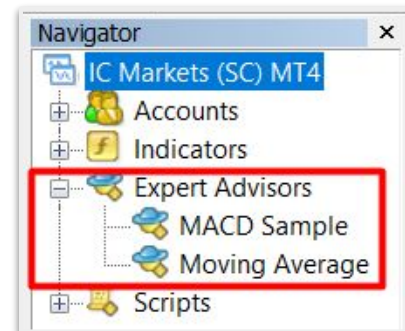 Navigator
IC Markets (SC) MT4
Accounts
Indicators
Expert Advisors
MACD Sample
Moving Average
Scripts